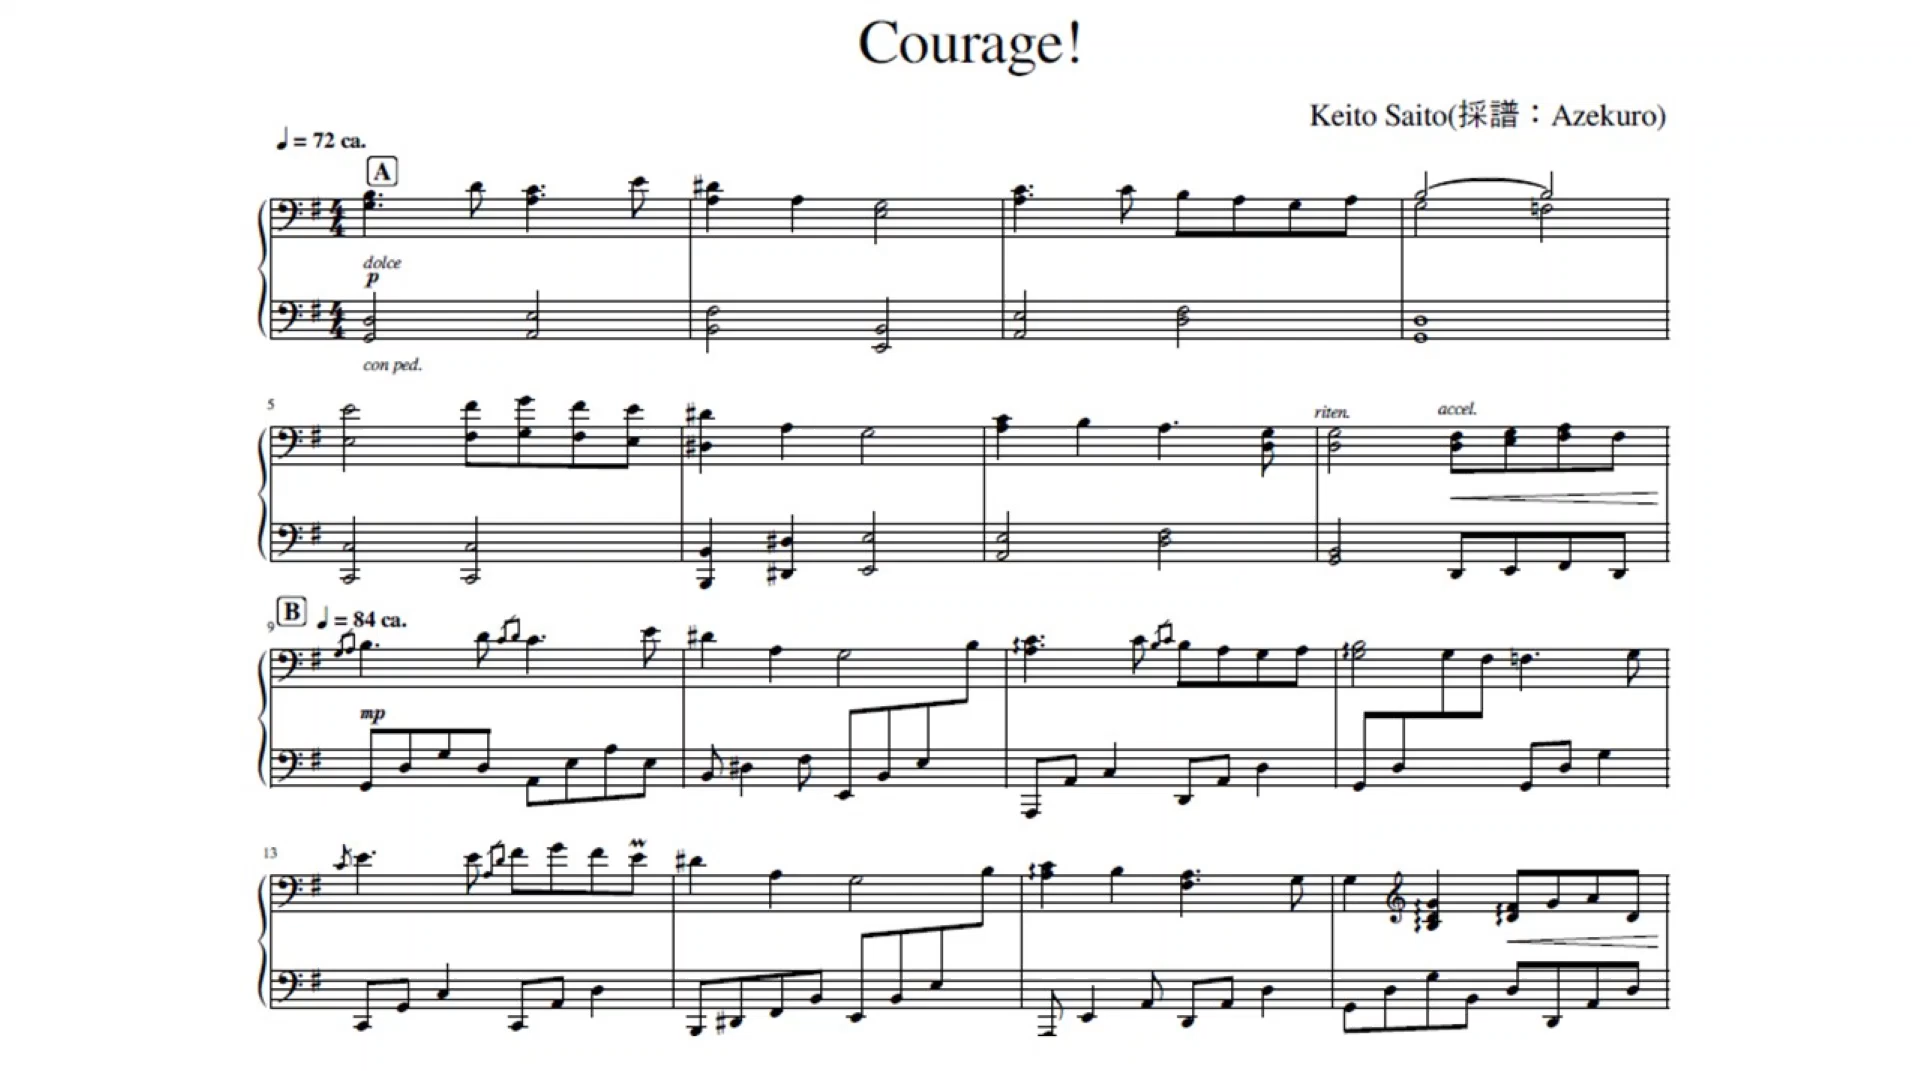 Courage!
Keito Saito(採譜：Azekuro)
♩= 72 ca.
A
dolce
p
con ped.
5
riten. accel.
B ♩= 84 ca.
9
mp
13